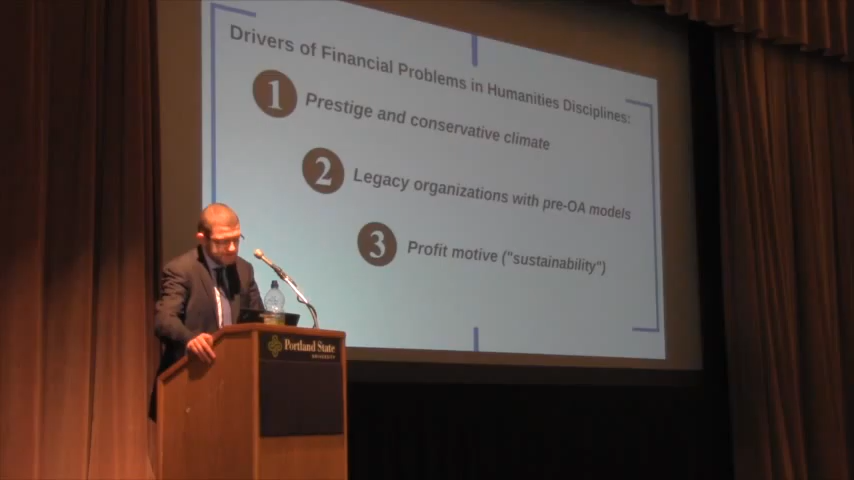 Drivers of Financial Problems in Humanities Disciplines:
1 Prestige and conservative climate
2 Legacy organizations with pre-OA models
3 Profit motive ("sustainability")
Portland State
UNIVERSITY